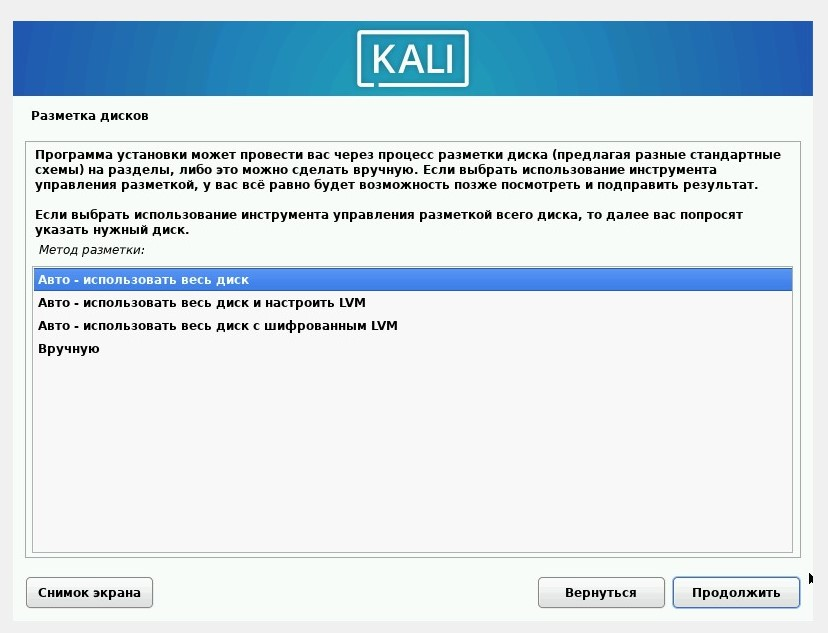 KALI
Разметка дисков
Программа установки может провести вас через процесс разметки диска (предлагая разные стандартные
схемы) на разделы, либо это можно сделать вручную. Если выбрать использование инструмента
управления разметкой, у вас всё равно будет возможность позже посмотреть и подправить результат.
Если выбрать использование инструмента управления разметкой всего диска, то далее вас попросят
указать нужный диск.
Метод разметки:
Авто - использовать весь диск
Авто - использовать весь диск и настроить LVM
Авто - использовать весь диск с шифрованным LVM
Вручную
Снимок экрана
Вернуться
Продолжить